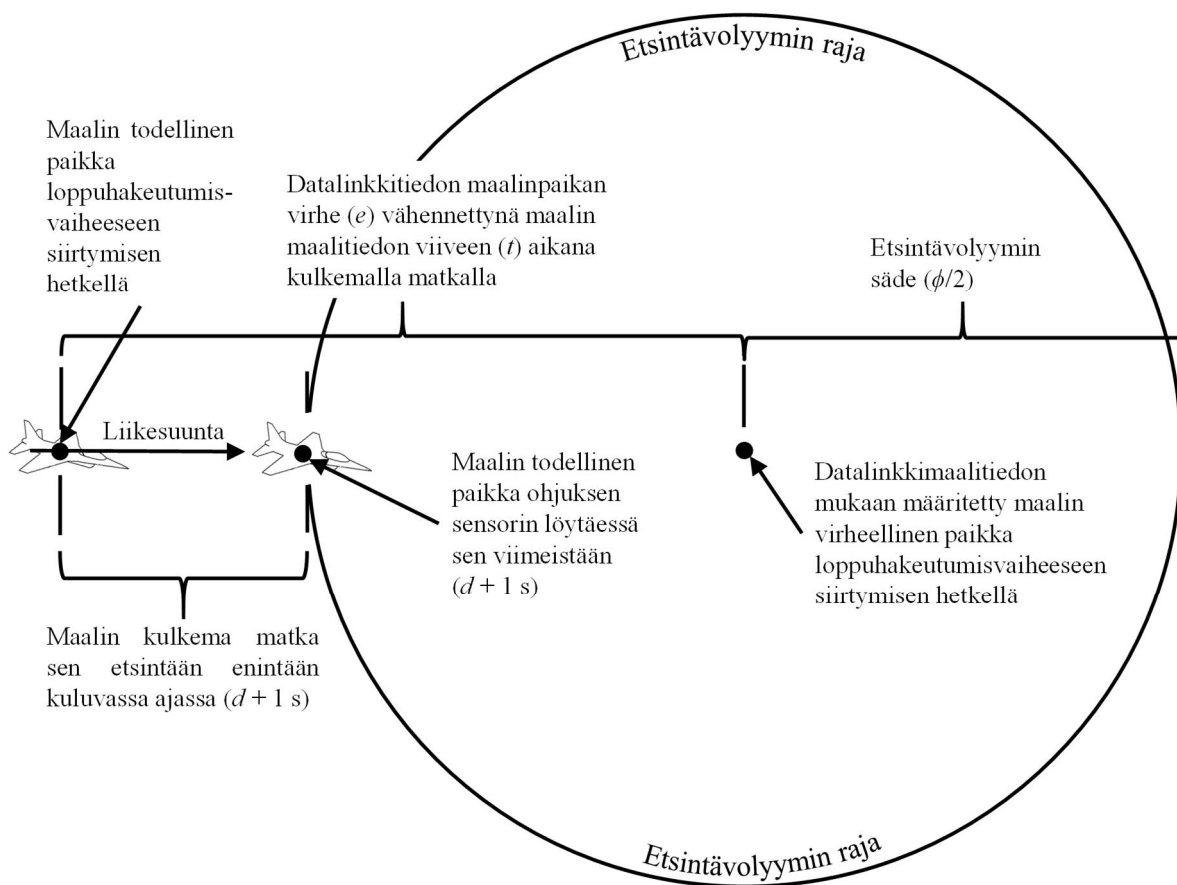 Etsintävolyymin raja
Maalin todellinen
paikka
loppuhakeutumis-
vaiheeseen
siirtymisen
hetkellä
Datalinkkitiedon maalinpaikan
virhe (e) vähennettynä maalin
maalitiedon viiveen (t) aikana
kulkemalla matkalla
Etsintävolyymin
säde (ϕ/2)
Liikesuunta
Maalin todellinen
paikka ohjuksen
sensorin löytäessä
sen viimeistään
(d + 1 s)
Datalinkkimaalitiedon
mukaan määritetty maalin
virheellinen paikka
loppuhakeutumisvaiheeseen
siirtymisen hetkellä
Maalin kulkema matka
sen etsintään enintään
kuluvassa ajassa (d + 1 s)
Etsintävolyymin raja